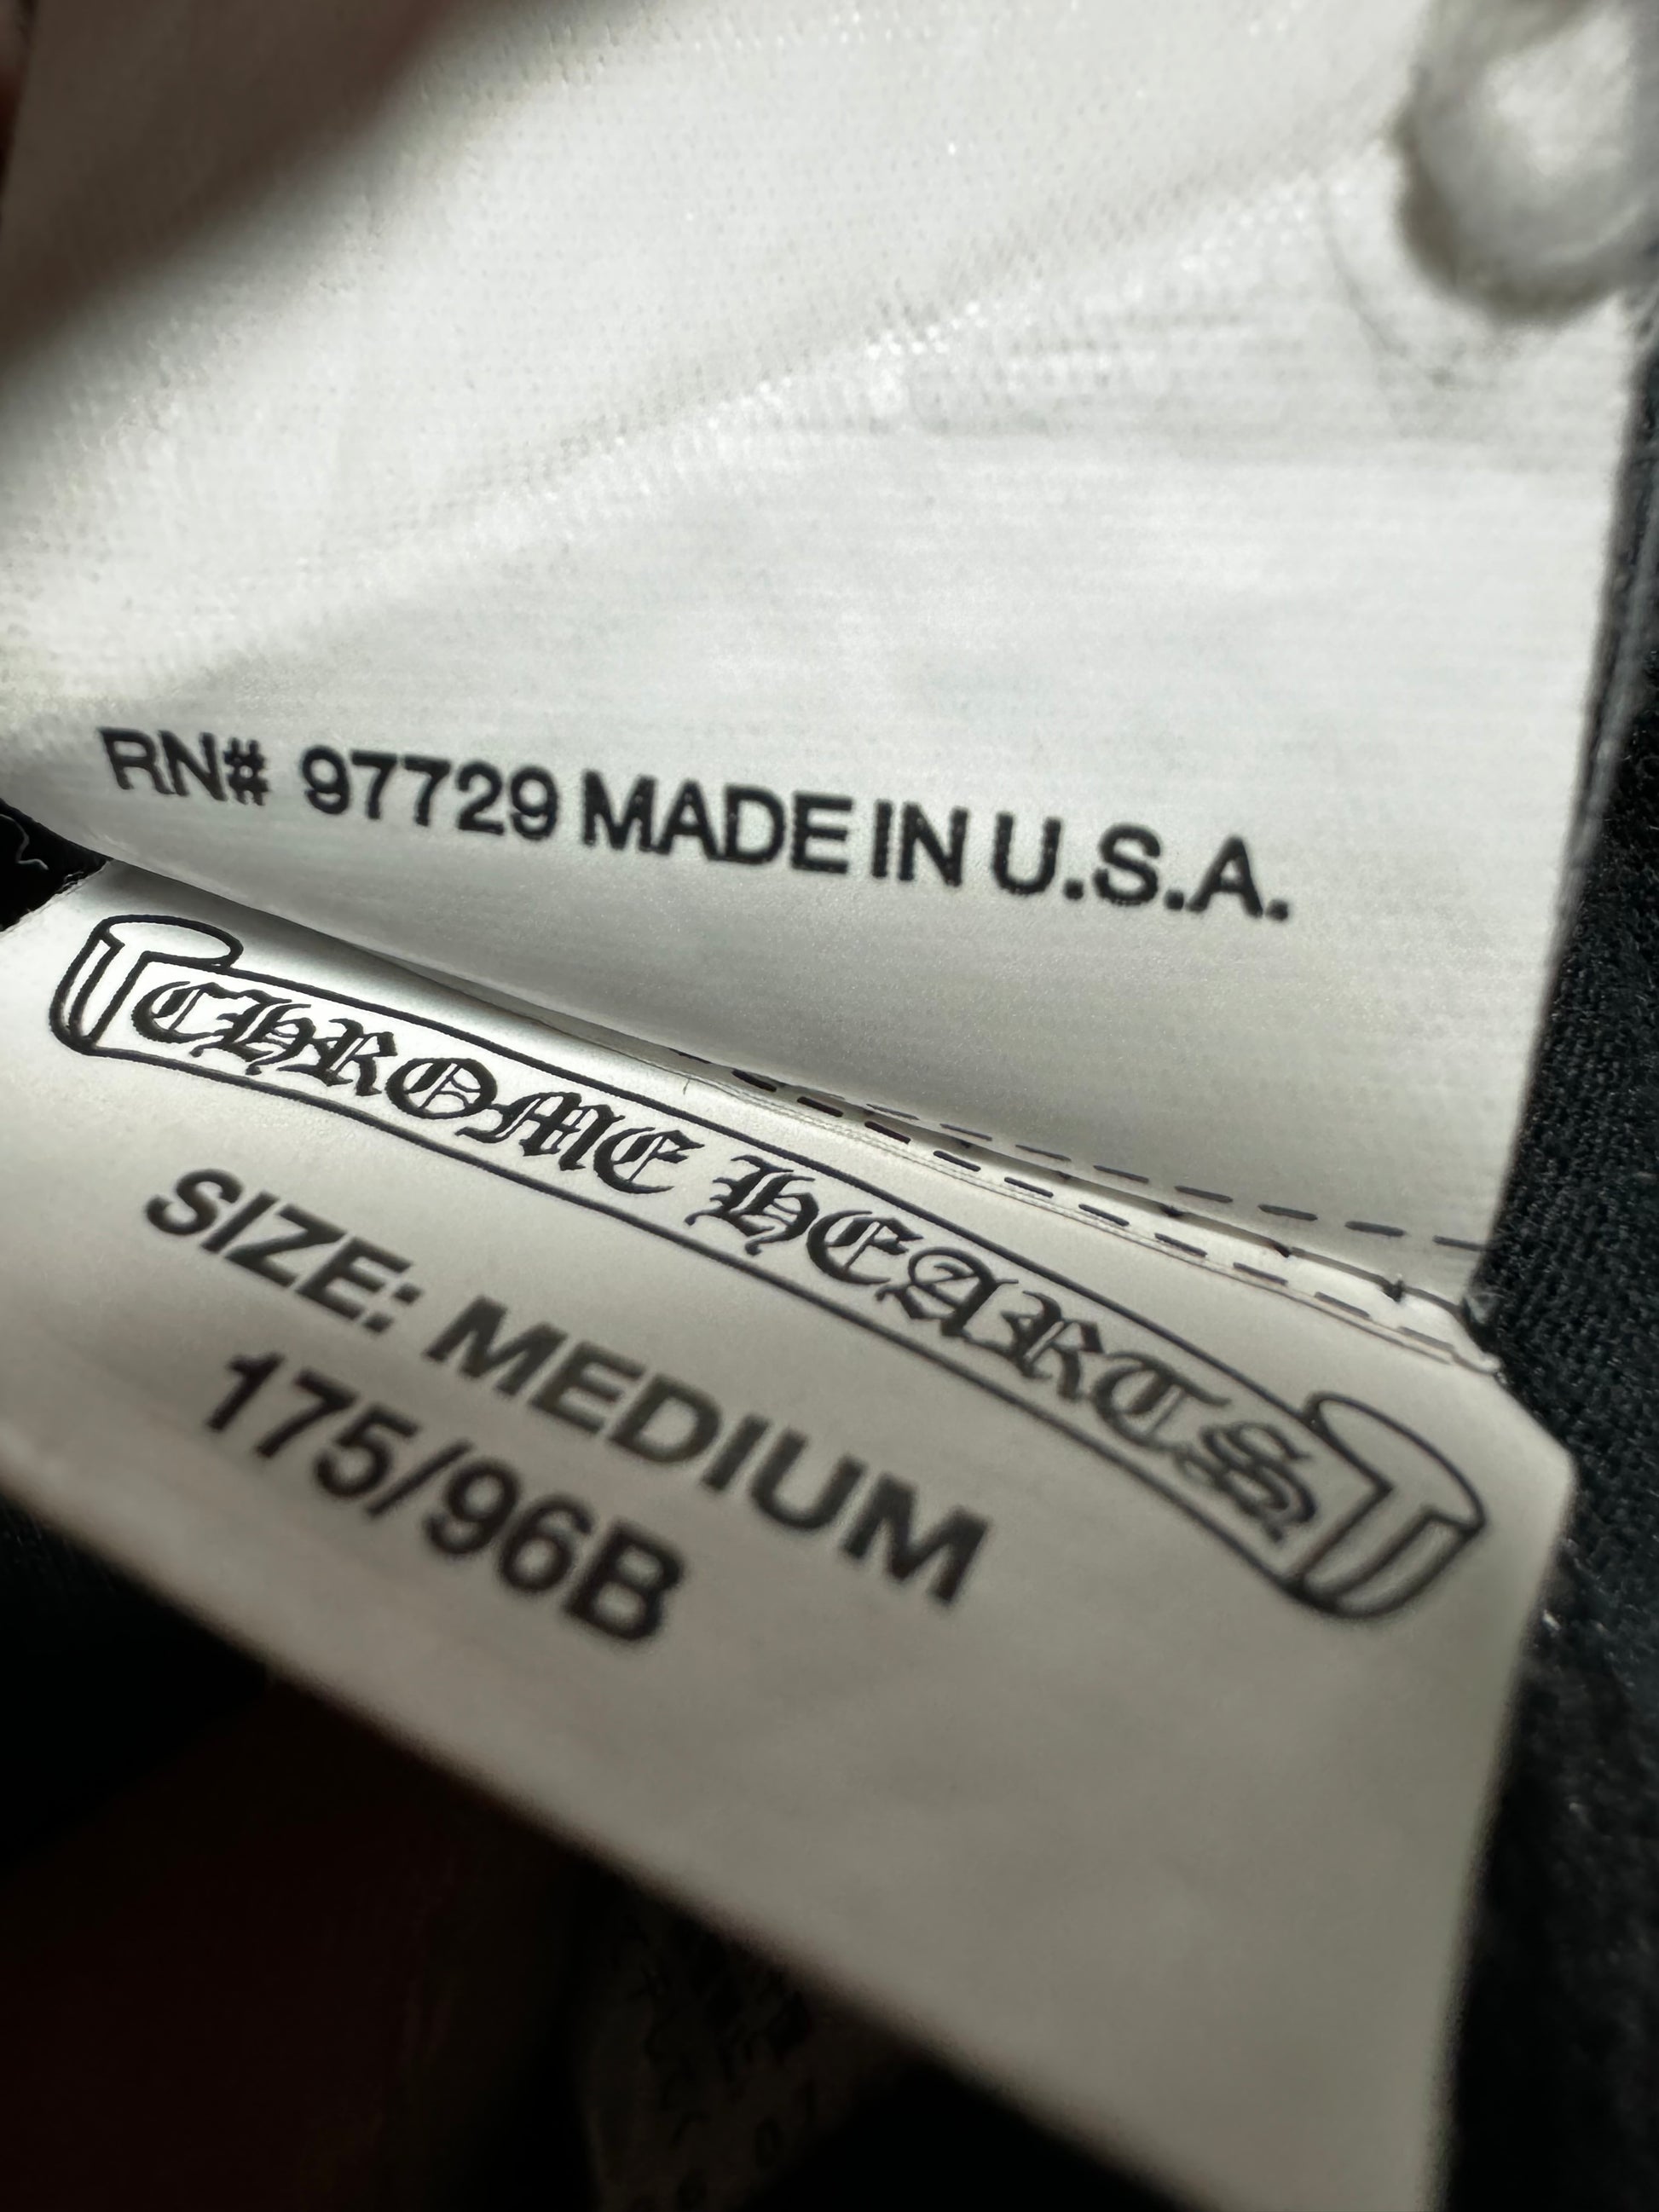 RN# 97729 MADE IN U.S.A.
CHROME HEARTS
SIZE: MEDIUM
175/96B